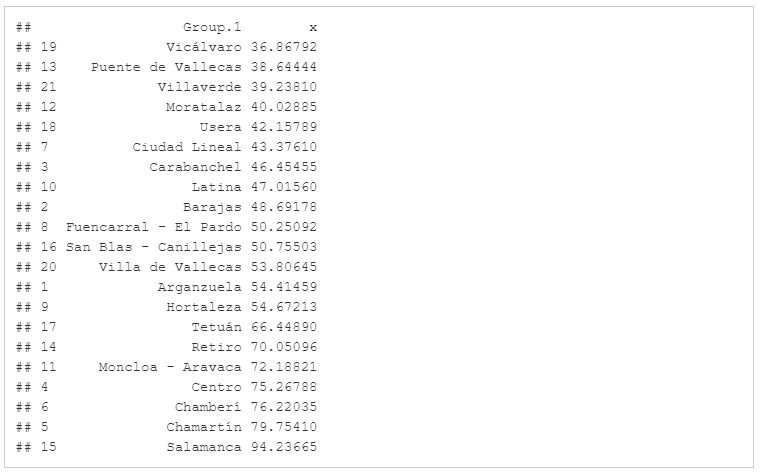 ## Group.1 x
## 19 Vicálvaro 36.86792
## 13 Puente de Vallecas 38.64444
## 21 Villaverde 39.23810
## 12 Moratalaz 40.02885
## 18 Usera 42.15789
## 7 Ciudad Lineal 43.37610
## 3 Carabanchel 46.45455
## 10 Latina 47.01560
## 2 Barajas 48.69178
## 8 Fuencarral - El Pardo 50.25092
## 16 San Blas - Canillejas 50.75503
## 20 Villa de Vallecas 53.80645
## 1 Arganzuela 54.41459
## 9 Hortaleza 54.67213
## 17 Tetuán 66.44890
## 14 Retiro 70.05096
## 11 Moncloa - Aravaca 72.18821
## 4 Centro 75.26788
## 6 Chamberí 76.22035
## 5 Chamartín 79.75410
## 15 Salamanca 94.23665